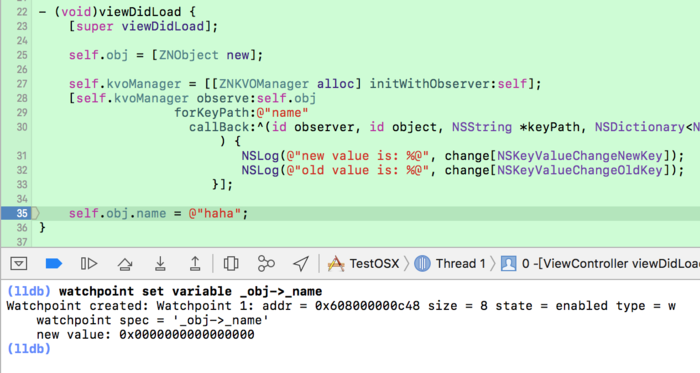 22 - (void)viewDidLoad {
23 [super viewDidLoad];
24
25 self.obj = [ZNObject new];
26
27 self.kvoManager = [[ZNKVOManager alloc] initWithObserver:self];
28 [self.kvoManager observe:self.obj
29 forKeyPath:@"name"
30 callBack:^(id observer, id object, NSString *keyPath, NSDictionary<N
) {
31 NSLog(@"new value is: %@", change[NSKeyValueChangeNewKey]);
32 NSLog(@"old value is: %@", change[NSKeyValueChangeOldKey]);
33 }];
34
35 self.obj.name = @"haha";
36 }
37
TestOSX Thread 1 0 -[ViewController viewDidLoa
(lldb) watchpoint set variable _obj->_name
Watchpoint created: Watchpoint 1: addr = 0x608000000c48 size = 8 state = enabled type = w
watchpoint spec = '_obj->_name'
new value: 0x0000000000000000
(lldb)